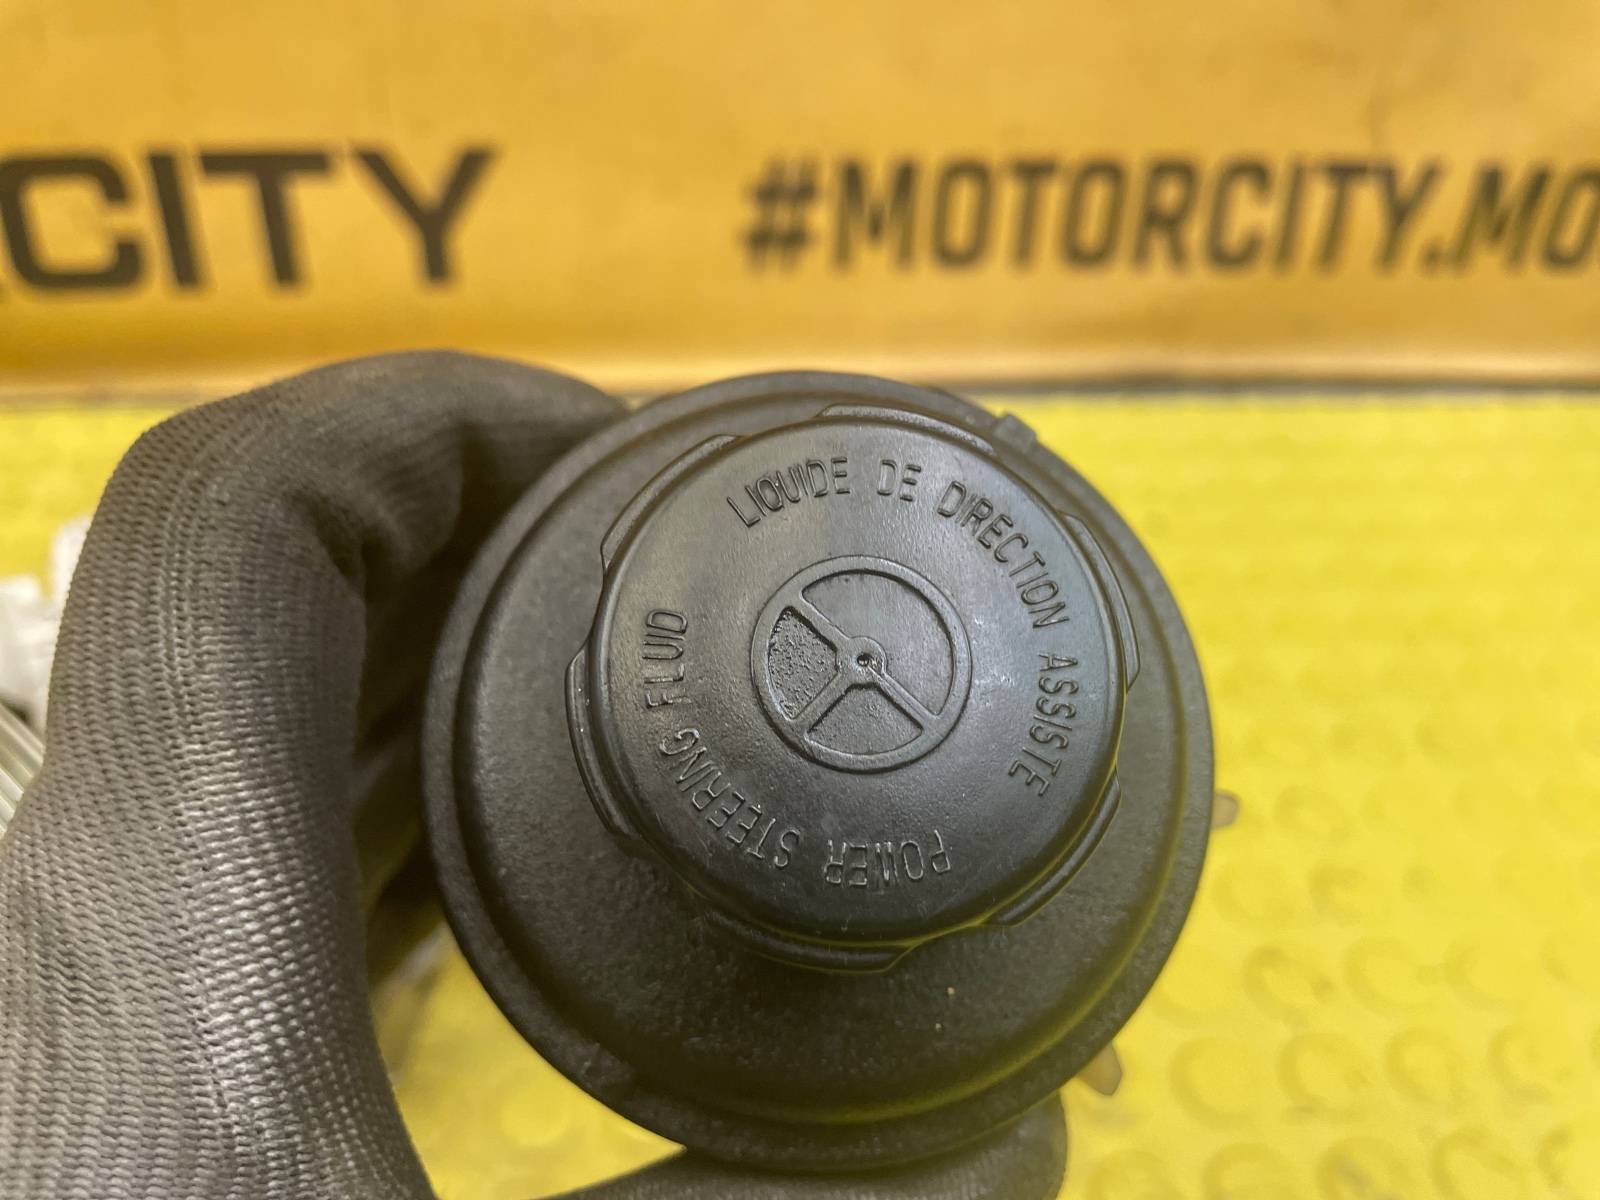 CITY
#MOTORCITY.MO
LIQUIDE DE DIRECTION ASSISTE
POWER STEERING FLUID